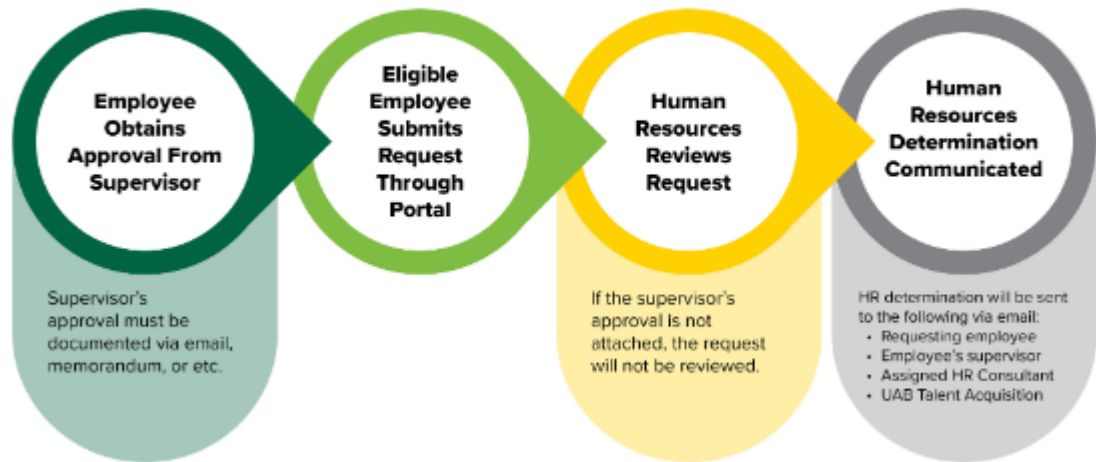 Employee
Obtains
Approval From
Supervisor
Supervisor's
approval must be
documented via email,
memorandum, or etc.
Eligible
Employee
Submits
Request
Through
Portal
Human
Resources
Reviews
Request
If the supervisor's
approval is not
attached, the request
will not be reviewed.
Human
Resources
Determination
Communicated
HR determination will be sent
to the following via email:
• Requesting employee
• Employee's supervisor
• Assigned HR Consultant
• UAB Talent Acquisition